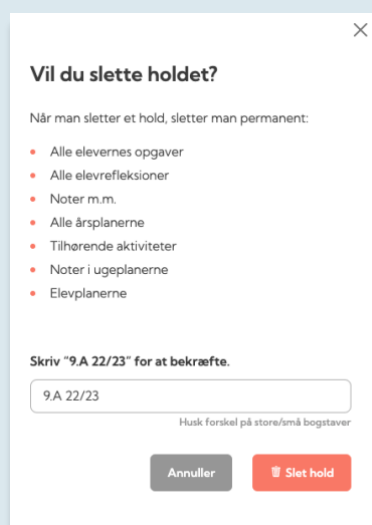 Vil du slette holdet?
Når man sletter et hold, sletter man permanent:
Alle elevernes opgaver
Alle elevrefleksioner
Noter m.m.
Alle årsplanerne
Tilhørende aktiviteter
Noter i ugeplanerne
Elevplanerne
Skriv "9.A 22/23" for at bekræfte.
9.A 22/23
Husk forskel på store/små bogstaver
Annuller
Slet hold